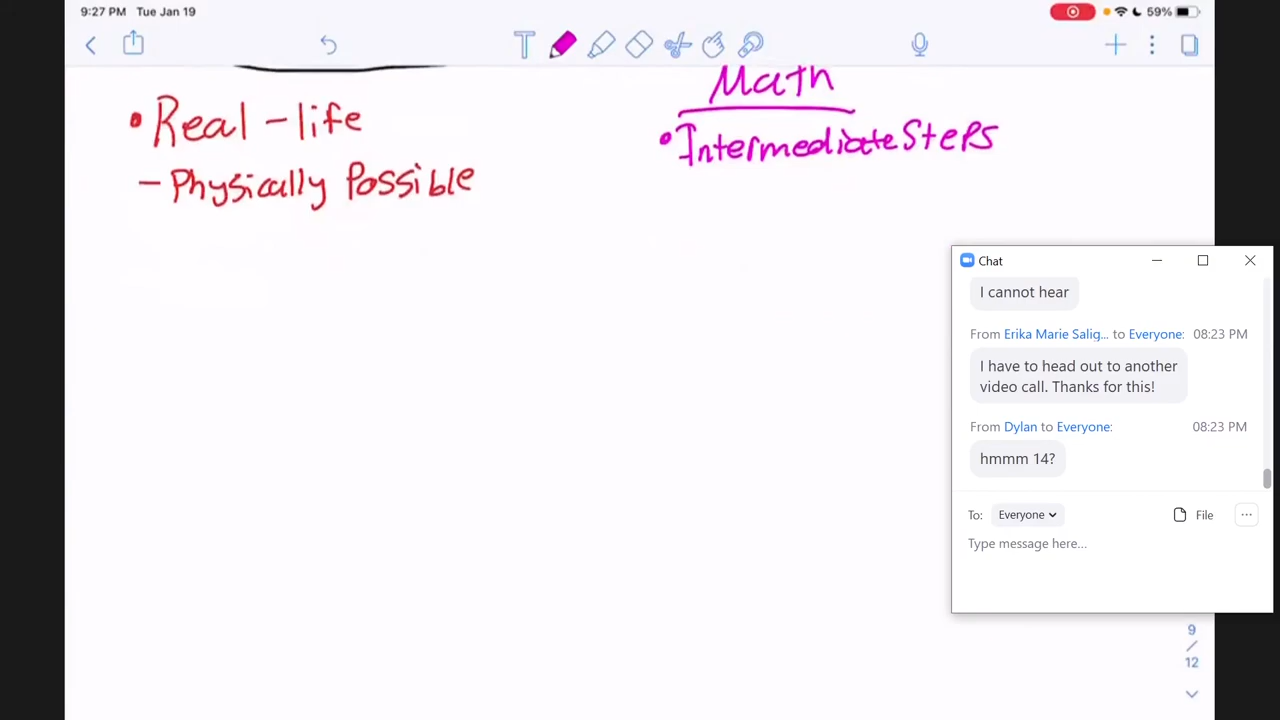 9:27 PM Tue Jan 19
59%
Math
• Real-life
• Intermediate Steps
- Physically Possible
Chat
I cannot hear
From Erika Marie Salig... to Everyone: 08:23 PM
I have to head out to another
video call. Thanks for this!
From Dylan to Everyone: 08:23 PM
hmmm 14?
To: Everyone File
Type message here...
9
/
12